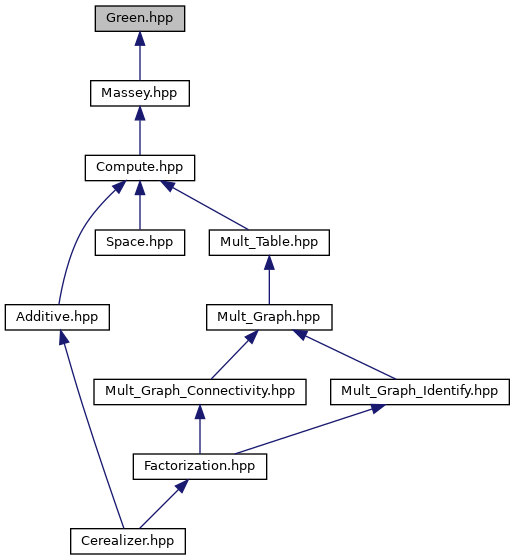 Green.hpp
Massey.hpp
Compute.hpp
Space.hpp
Mult_Table.hpp
Additive.hpp
Mult_Graph.hpp
Mult_Graph_Connectivity.hpp
Mult_Graph_Identify.hpp
Factorization.hpp
Cerealizer.hpp